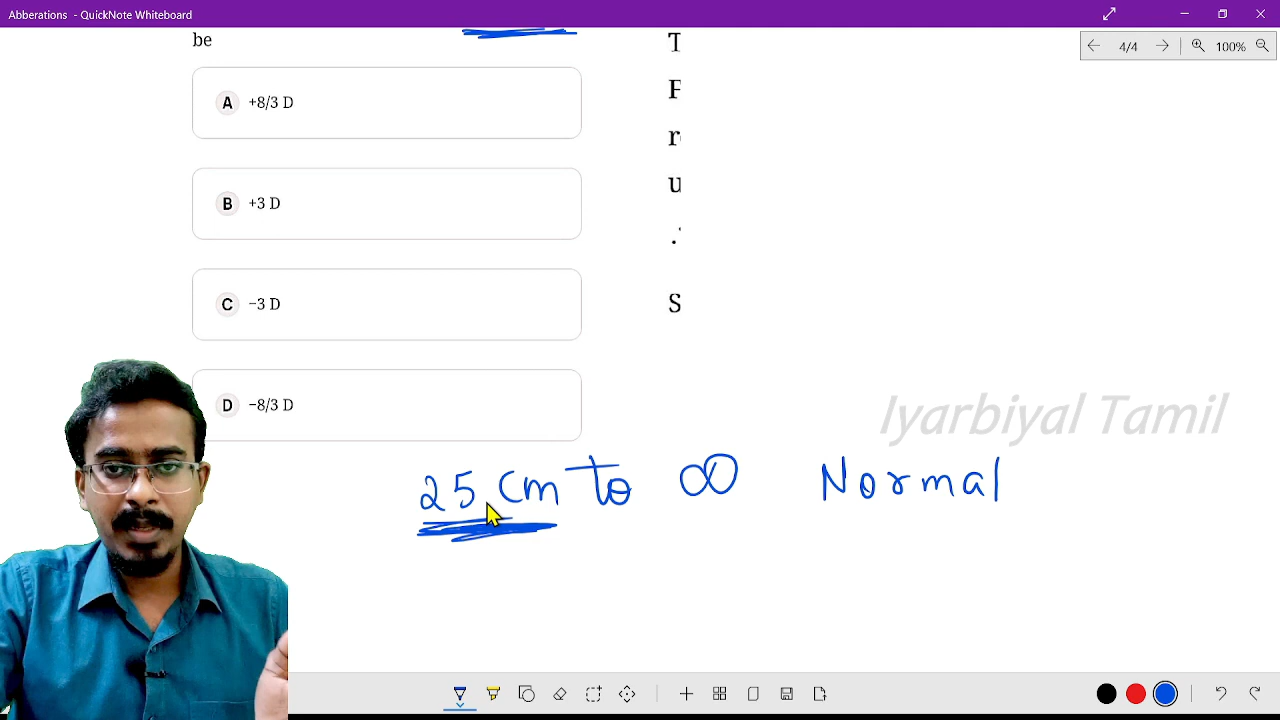 Abberations - QuickNote Whiteboard
be
4/4
100%
A +8/3 D
B +3 D
C −3 D
D −8/3 D
Iyarbiyal Tamil
25 cm to ∞ Normal